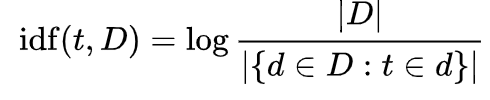 idf(t, D) = log |D| / |{d ∈ D : t ∈ d}|